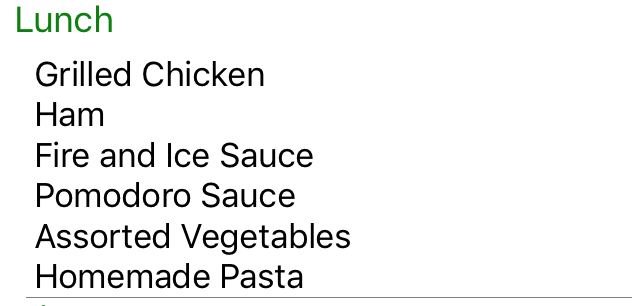 Lunch
Grilled Chicken
Ham
Fire and Ice Sauce
Pomodoro Sauce
Assorted Vegetables
Homemade Pasta